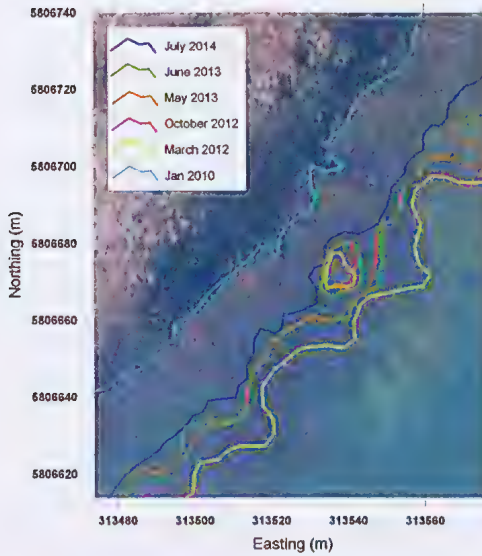 5806740
5806720
5806700
5806680
5806660
5806640
5806620
Northing (m)
July 2014
June 2013
May 2013
October 2012
March 2012
Jan 2010
313480 313500 313520 313540 313560
Easting (m)